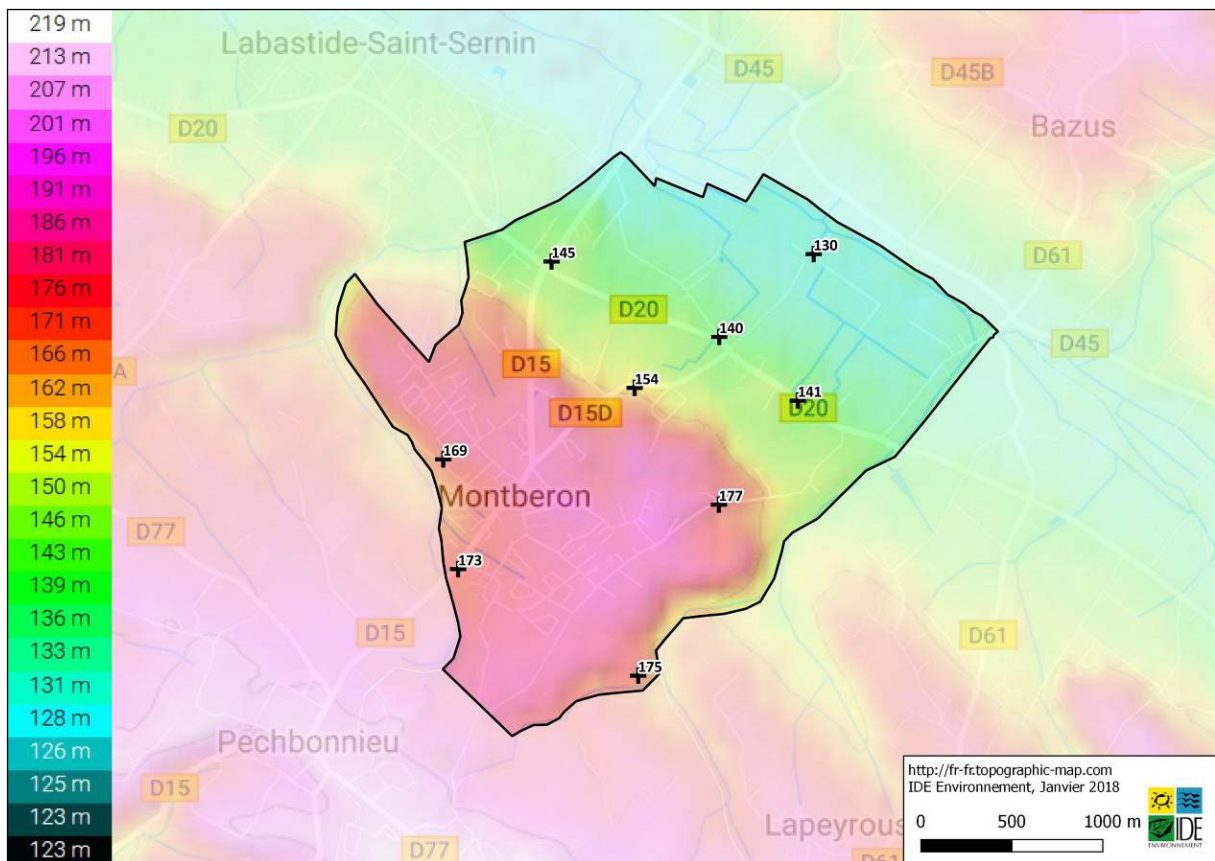 219 m
213 m
207 m
201 m
196 m
191 m
186 m
181 m
176 m
171 m
166 m
162 m
158 m
154 m
150 m
146 m
143 m
139 m
136 m
133 m
131 m
128 m
126 m
125 m
123 m
123 m
Labastide-Saint-Sernin
D45
D45B
D20
Bazus
145
130
D61
D20
140
D45
D15
A
154
141
D15D
D20
169
Montberon
177
D77
173
D15
D61
175
Pechbonnieu
D15
Lapeyrous
D77
D61
http://fr-fr.topographic-map.com
IDE Environnement, Janvier 2018
0 500 1000 m
IDE
ENVIRONNEMENT